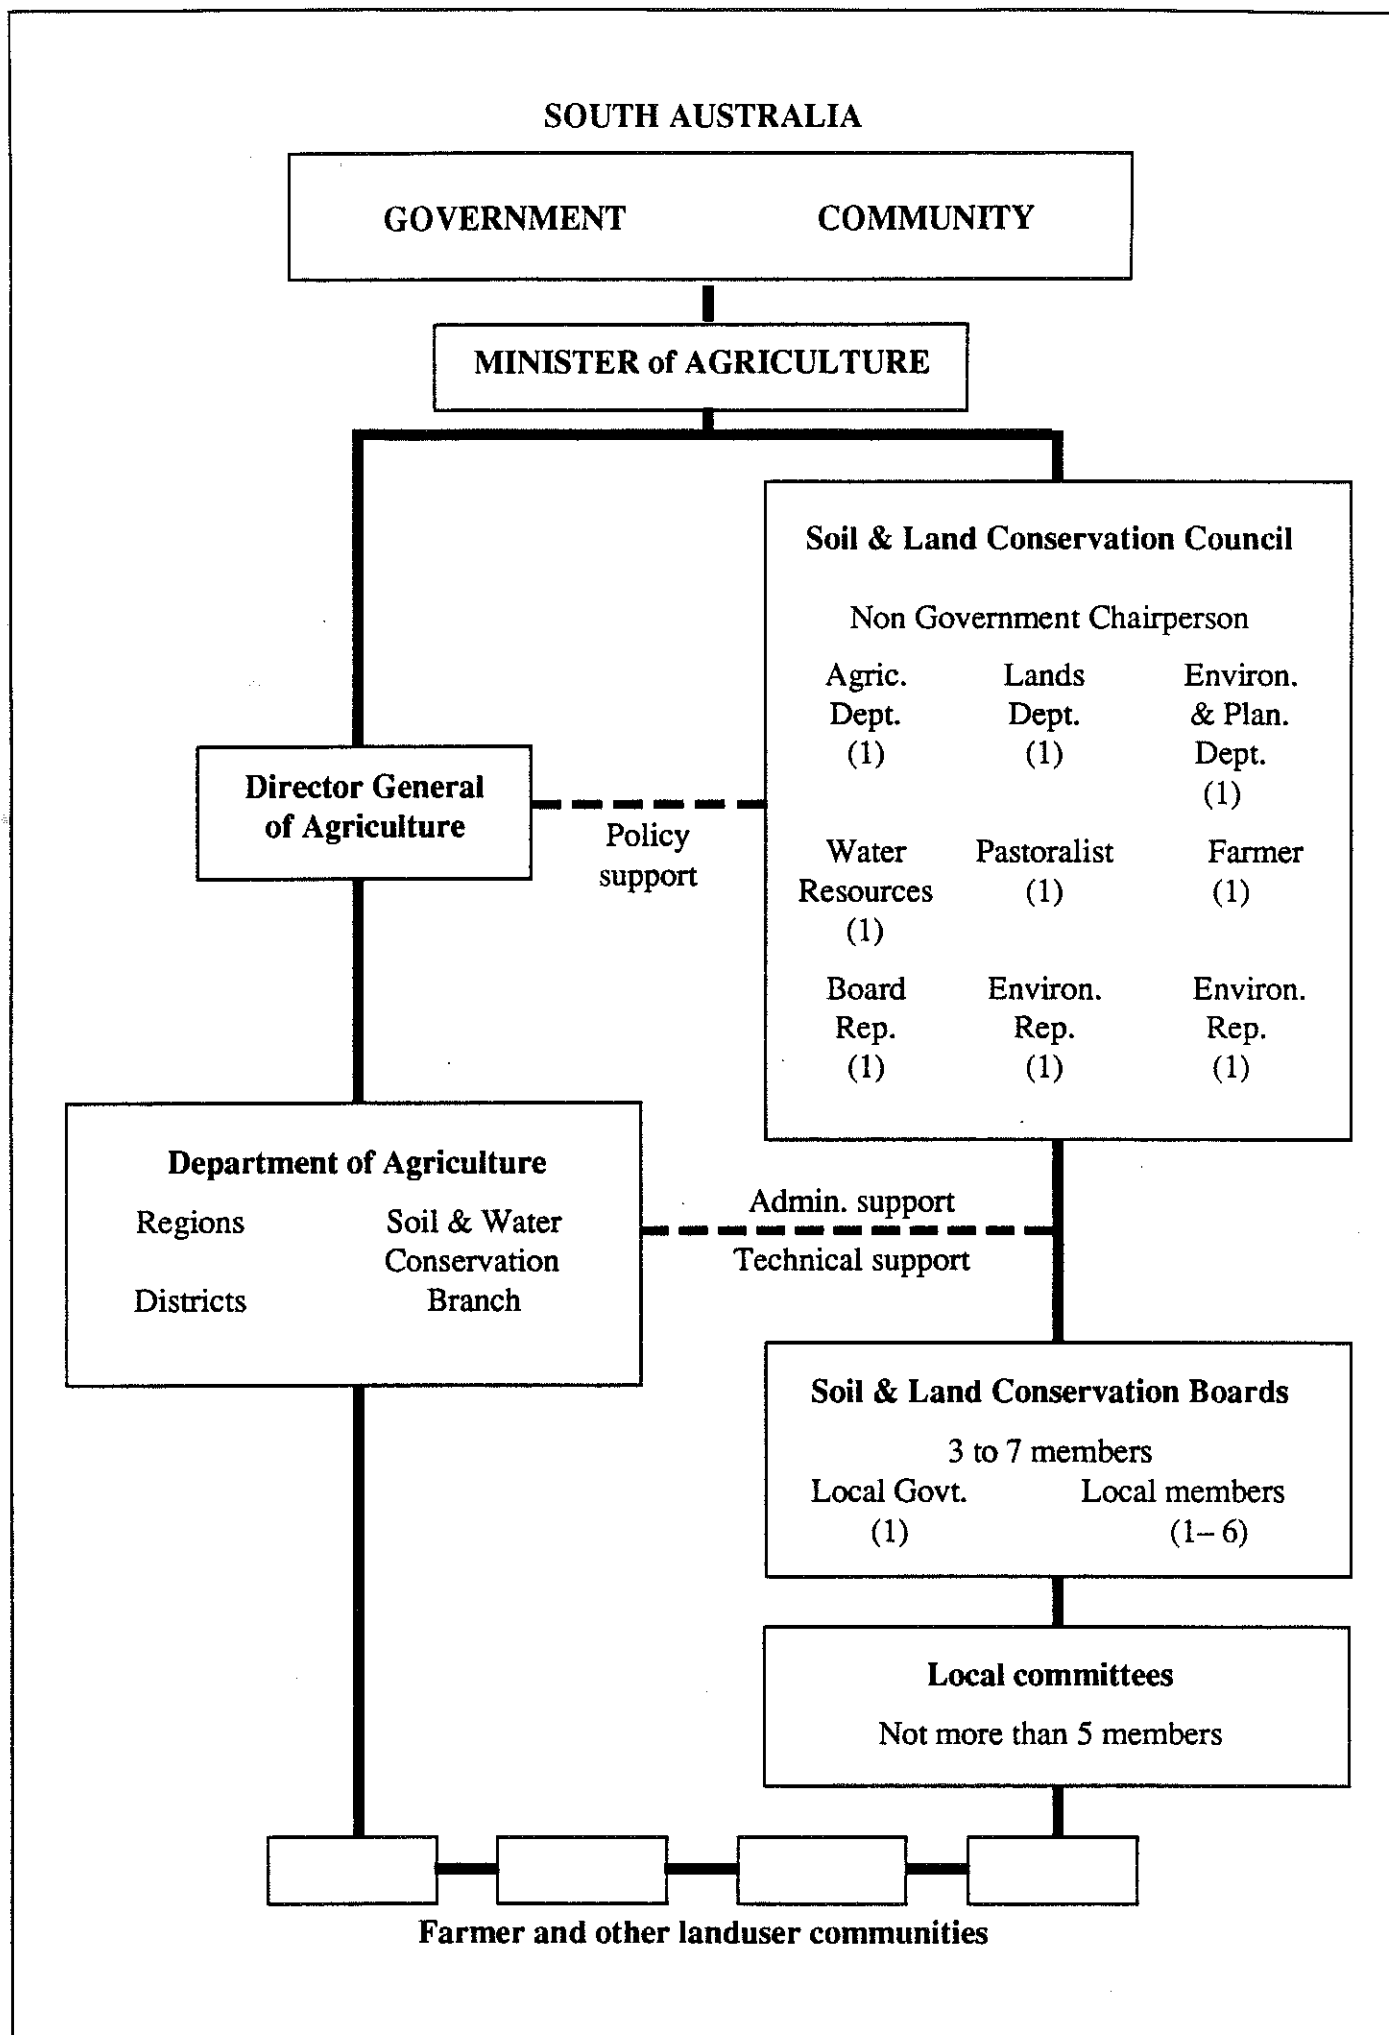 SOUTH AUSTRALIA
GOVERNMENT COMMUNITY
MINISTER of AGRICULTURE
Soil & Land Conservation Council
Non Government Chairperson
Agric. Lands Environ.
Dept. Dept. & Plan.
(1) (1) Dept.
(1)
Water Pastoralist Farmer
Resources (1) (1)
(1)
Board Environ. Environ.
Rep. Rep. Rep.
(1) (1) (1)
Director General
of Agriculture
Policy
support
Department of Agriculture
Regions Soil & Water
Conservation
Districts Branch
Admin. support
Technical support
Soil & Land Conservation Boards
3 to 7 members
Local Govt. Local members
(1) (1– 6)
Local committees
Not more than 5 members
Farmer and other landuser communities